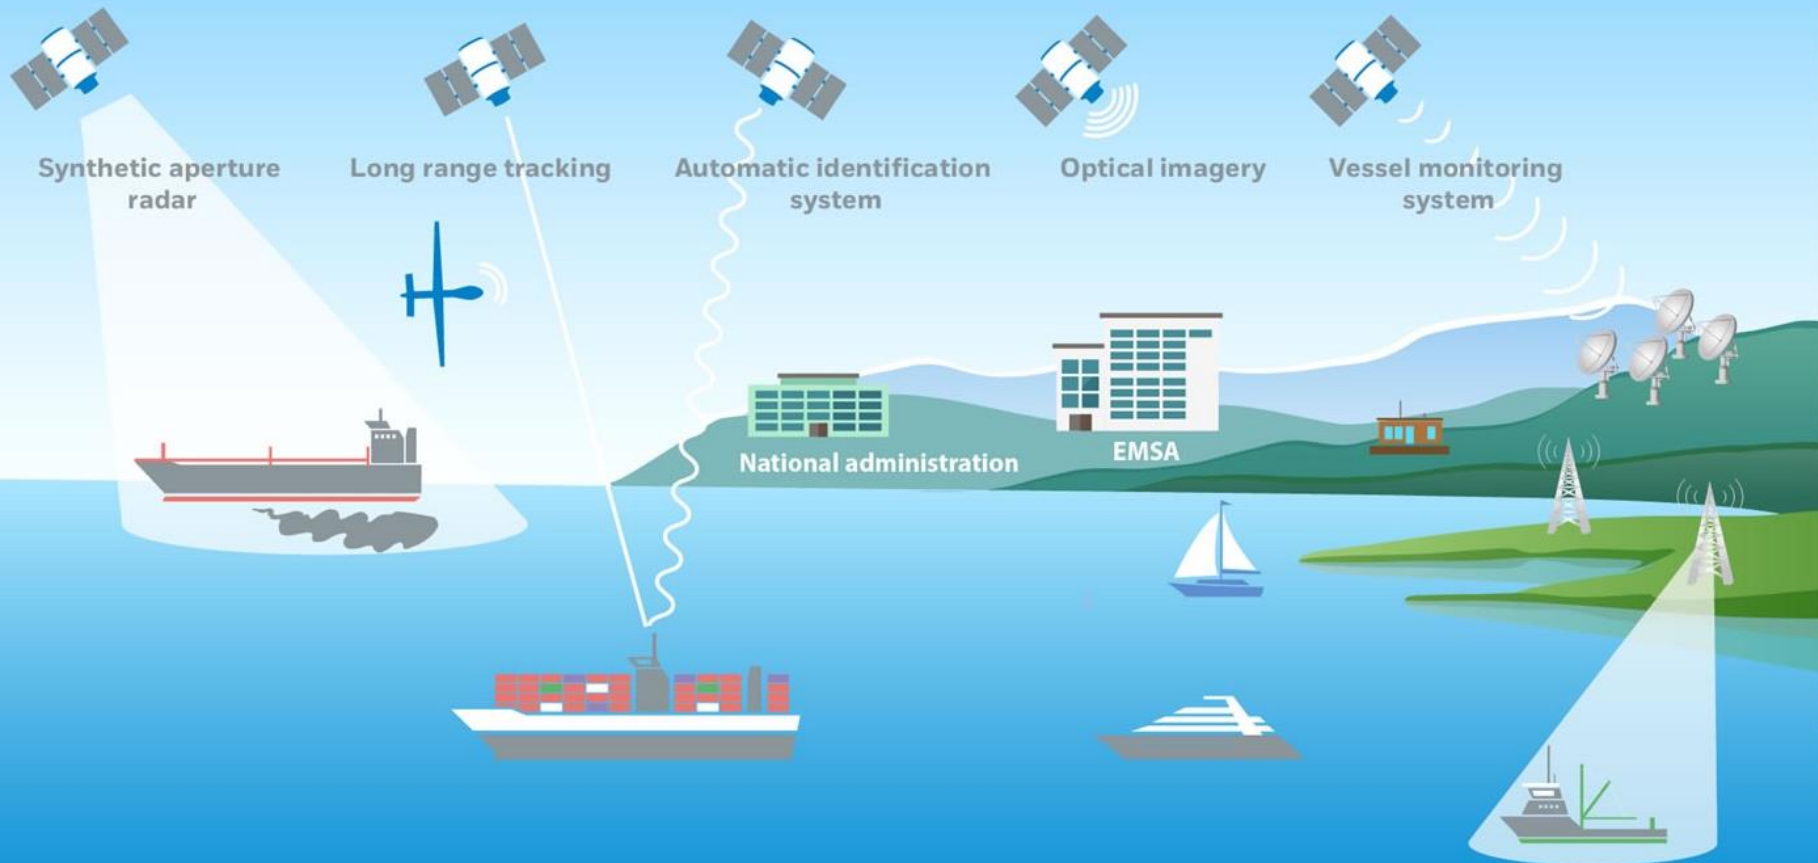 Synthetic aperture
radar
Long range tracking
Automatic identification
system
Optical imagery
Vessel monitoring
system
National administration
EMSA